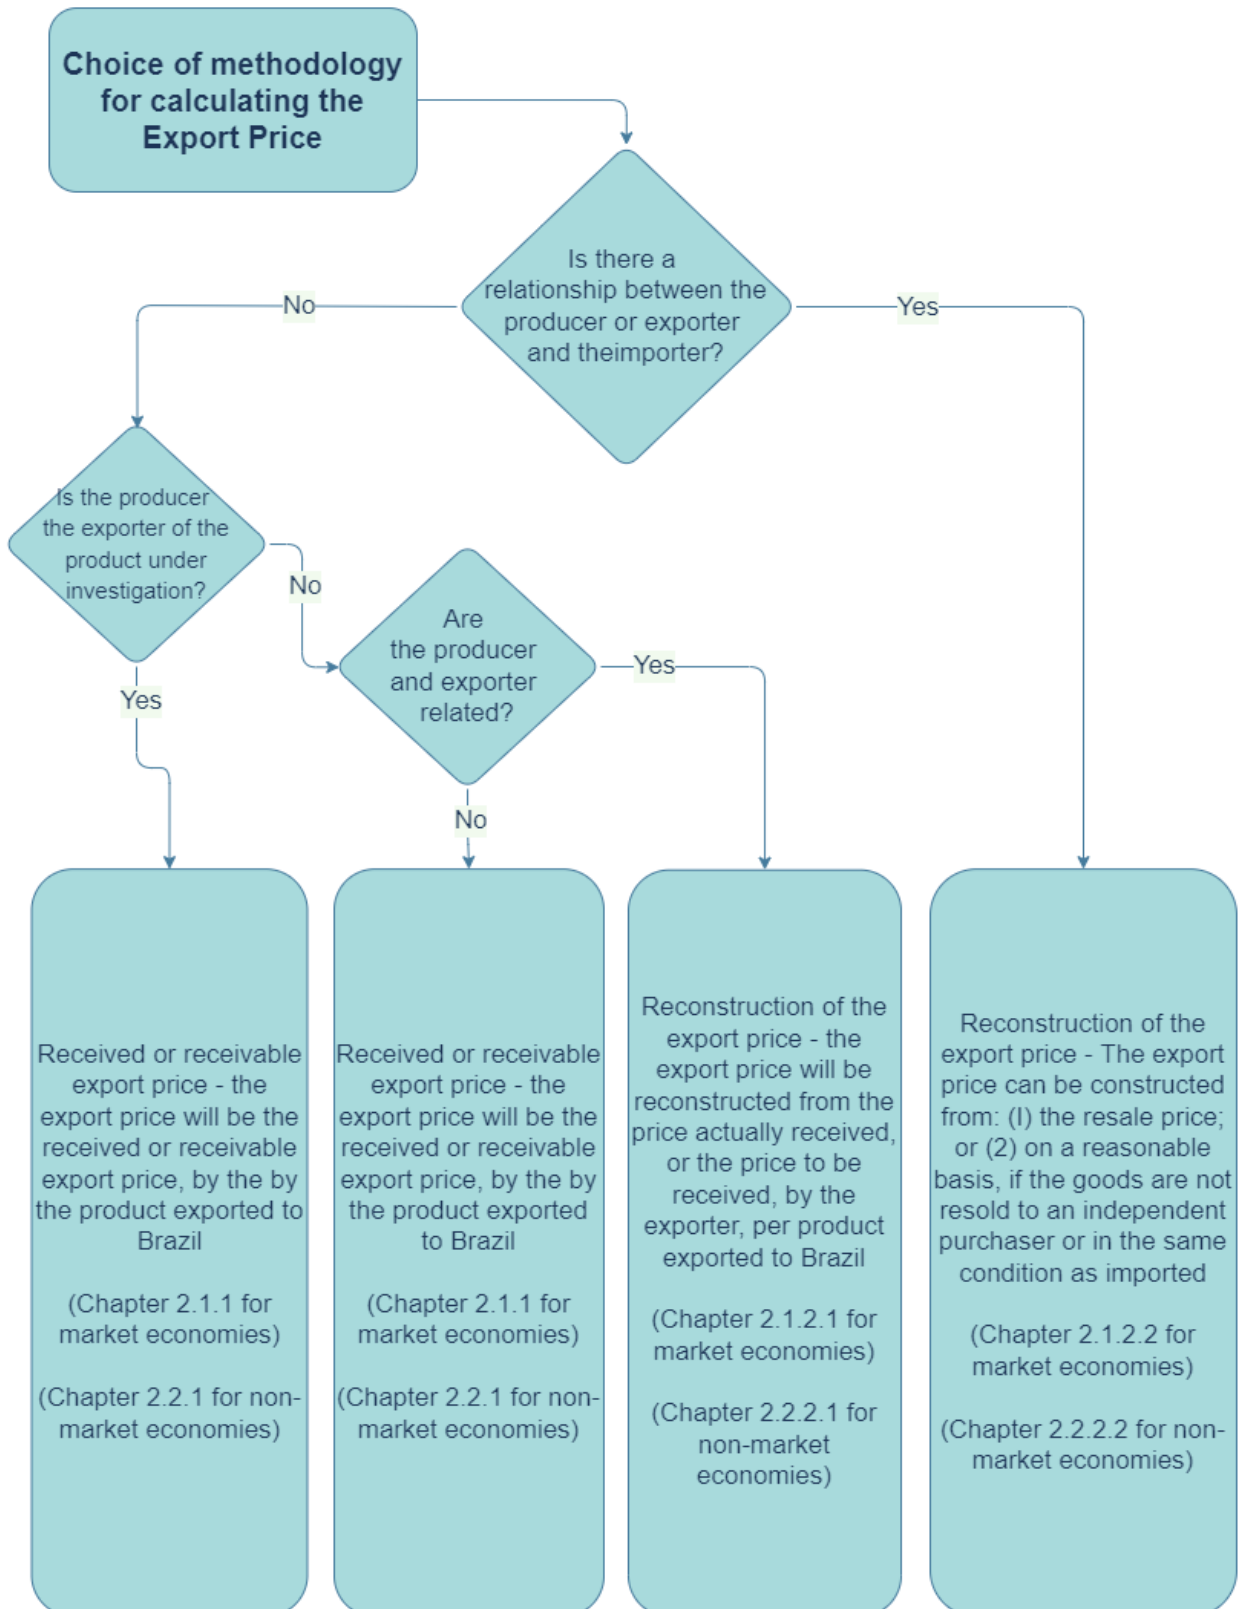 Choice of methodology
for calculating the
Export Price
Is there a
relationship between the
producer or exporter
and theimporter?
No
Yes
Is the producer
the exporter of the
product under
investigation?
No
Are
the producer
and exporter
related?
Yes
Yes
No
Received or receivable
export price - the
export price will be the
received or receivable
export price, by the by
the product exported to
Brazil
(Chapter 2.1.1 for
market economies)
(Chapter 2.2.1 for non-
market economies)
Received or receivable
export price - the
export price will be the
received or receivable
export price, by the by
the product exported
to Brazil
(Chapter 2.1.1 for
market economies)
(Chapter 2.2.1 for non-
market economies)
Reconstruction of the
export price - the
export price will be
reconstructed from the
price actually received,
or the price to be
received, by the
exporter, per product
exported to Brazil
(Chapter 2.1.2.1 for
market economies)
(Chapter 2.2.2.1 for
non-market
economies)
Reconstruction of the
export price - The export
price can be constructed
from: (I) the resale price;
or (2) on a reasonable
basis, if the goods are not
resold to an independent
purchaser or in the same
condition as imported
(Chapter 2.1.2.2 for
market economies)
(Chapter 2.2.2.2 for non-
market economies)